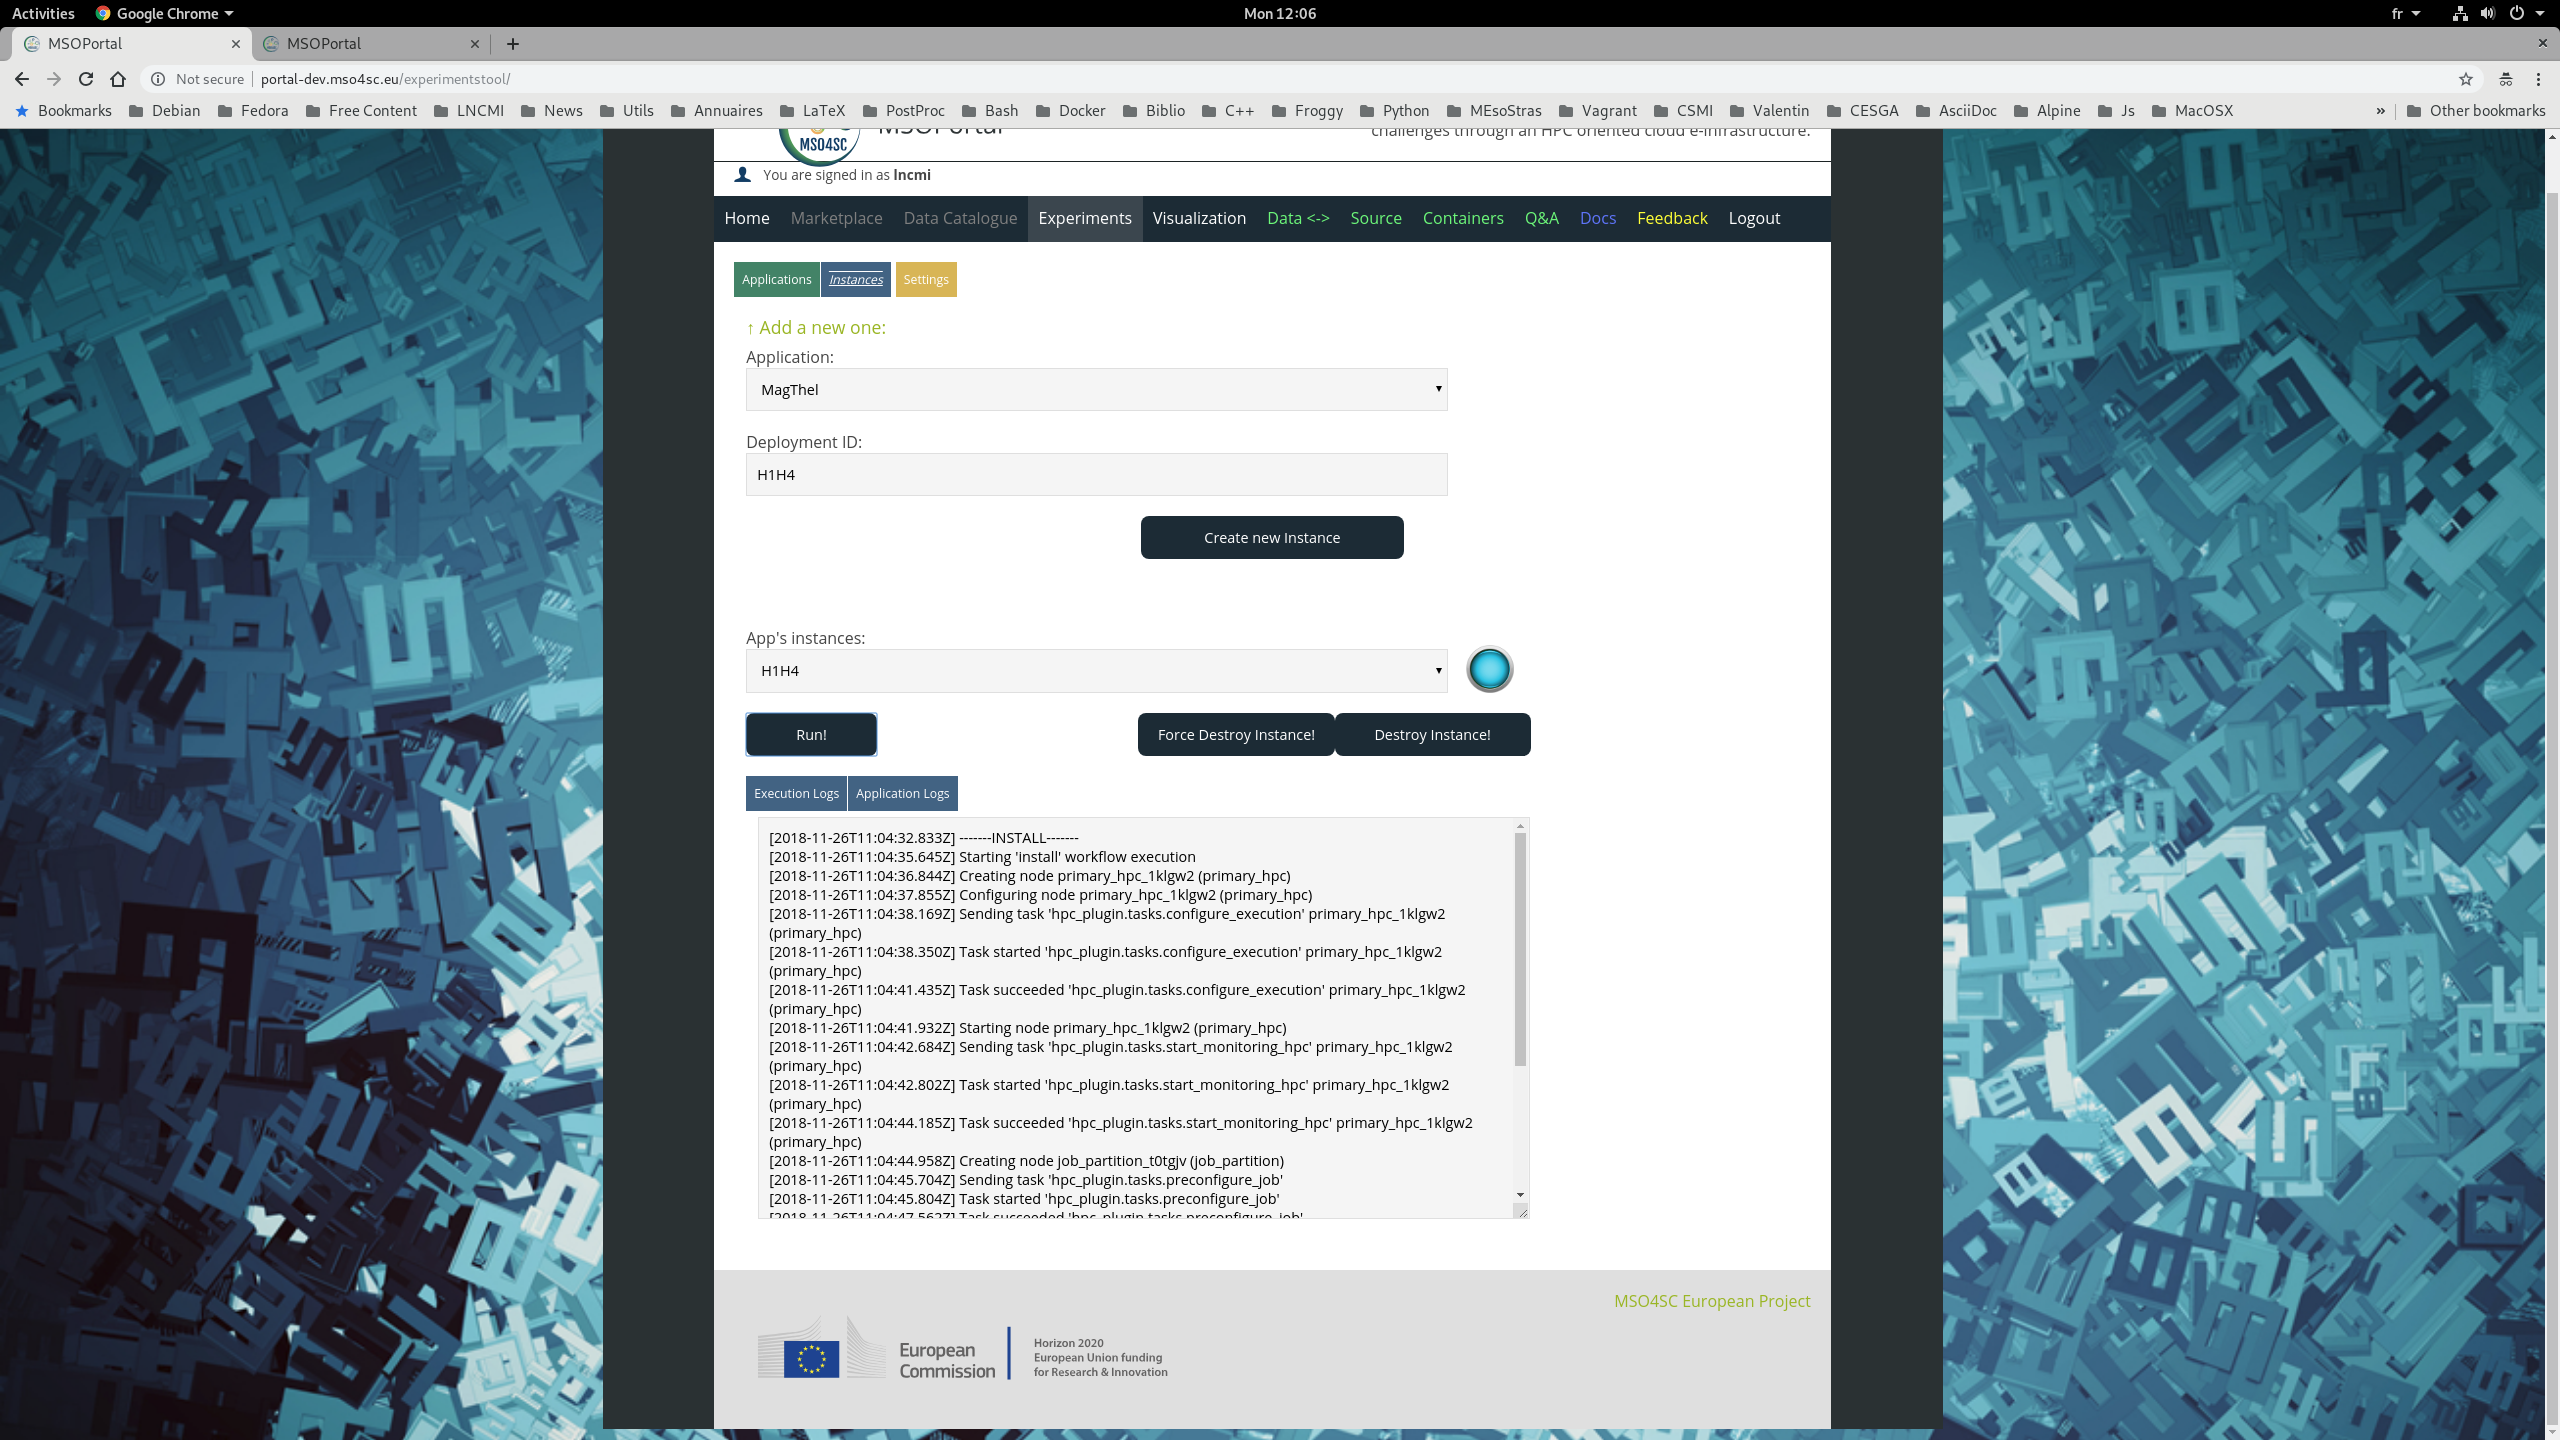 Activities Google Chrome Mon 12:06 fr
MSOPortal MSOPortal
Not secure portal-dev.mso4sc.eu/experimentstool/
Bookmarks Debian Fedora Free Content LNCMI News Utils Annuaires LaTeX PostProc Bash Docker Biblio C++ Froggy Python MEsoStras Vagrant CSMI Valentin CESGA AsciiDoc Alpine Js MacOSX » Other bookmarks
MSO4SC MSOPortal challenges through an HPC oriented cloud e-infrastructure.
You are signed in as lncmi
Home Marketplace Data Catalogue Experiments Visualization Data <-> Source Containers Q&A Docs Feedback Logout
Applications Instances Settings
↑ Add a new one:
Application:
MagThel
Deployment ID:
H1H4
Create new Instance
App's instances:
H1H4
Run! Force Destroy Instance! Destroy Instance!
Execution Logs Application Logs
[2018-11-26T11:04:32.833Z] -------INSTALL-------
[2018-11-26T11:04:35.645Z] Starting 'install' workflow execution
[2018-11-26T11:04:36.844Z] Creating node primary_hpc_1klgw2 (primary_hpc)
[2018-11-26T11:04:37.855Z] Configuring node primary_hpc_1klgw2 (primary_hpc)
[2018-11-26T11:04:38.169Z] Sending task 'hpc_plugin.tasks.configure_execution' primary_hpc_1klgw2
(primary_hpc)
[2018-11-26T11:04:38.350Z] Task started 'hpc_plugin.tasks.configure_execution' primary_hpc_1klgw2
(primary_hpc)
[2018-11-26T11:04:41.435Z] Task succeeded 'hpc_plugin.tasks.configure_execution' primary_hpc_1klgw2
(primary_hpc)
[2018-11-26T11:04:41.932Z] Starting node primary_hpc_1klgw2 (primary_hpc)
[2018-11-26T11:04:42.684Z] Sending task 'hpc_plugin.tasks.start_monitoring_hpc' primary_hpc_1klgw2
(primary_hpc)
[2018-11-26T11:04:42.802Z] Task started 'hpc_plugin.tasks.start_monitoring_hpc' primary_hpc_1klgw2
(primary_hpc)
[2018-11-26T11:04:44.185Z] Task succeeded 'hpc_plugin.tasks.start_monitoring_hpc' primary_hpc_1klgw2
(primary_hpc)
[2018-11-26T11:04:44.958Z] Creating node job_partition_t0tgjv (job_partition)
[2018-11-26T11:04:45.704Z] Sending task 'hpc_plugin.tasks.preconfigure_job'
[2018-11-26T11:04:45.804Z] Task started 'hpc_plugin.tasks.preconfigure_job'
[2018-11-26T11:04:47.562Z] Task succeeded 'hpc_plugin.tasks.preconfigure_job'
MSO4SC European Project
European
Commission
Horizon 2020
European Union funding
for Research & Innovation